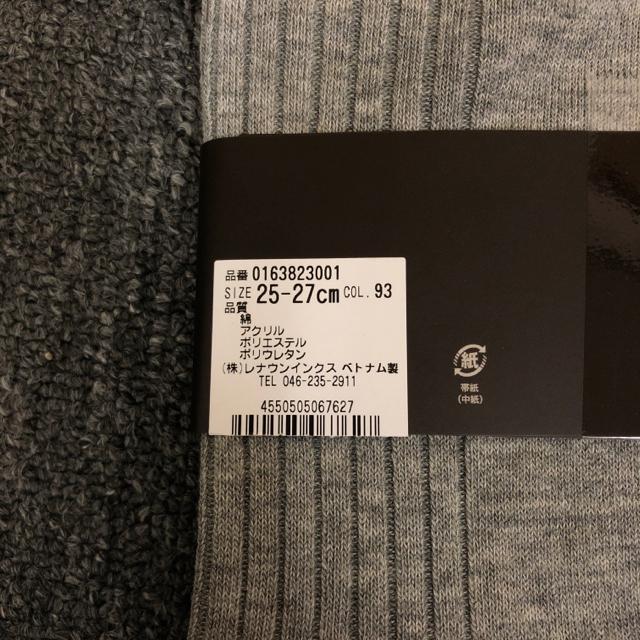 品番 0163823001
SIZE 25-27cm COL. 93
品質
綿
アクリル
ポリエステル
ポリウレタン
(株)レナウンインクス ベトナム製
TEL 046-235-2911
4550505067627
紙
帯紙
(中紙)